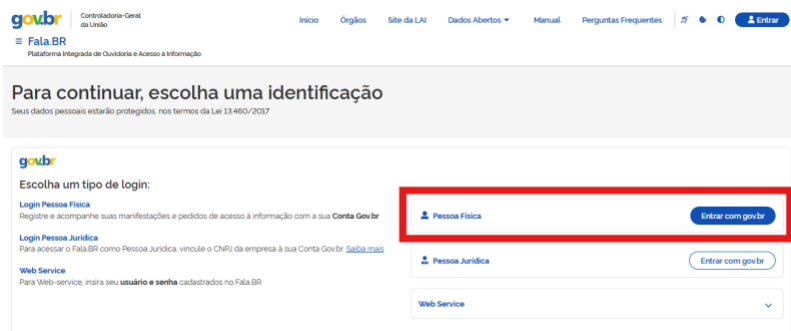 gov.br
Controladoria-Geral
da União
Início Órgãos Site da LAI Dados Abertos Manual Perguntas Frequentes Entrar
Fala.BR
Plataforma Integrada de Ouvidoria e Acesso à Informação
Para continuar, escolha uma identificação
Seus dados pessoais estarão protegidos, nos termos da Lei 13.460/2017
gov.br
Escolha um tipo de login:
Login Pessoa Física
Registre e acompanhe suas manifestações e pedidos de acesso à informação com a sua Conta Gov.br
Login Pessoa Jurídica
Para acessar o Fala.BR como Pessoa Jurídica, vincule o CNPJ da empresa à sua Conta Gov.br. Saiba mais
Web Service
Para Web-service, insira seu usuário e senha cadastrados no Fala.BR
Pessoa Física Entrar com gov.br
Pessoa Jurídica Entrar com gov.br
Web Service